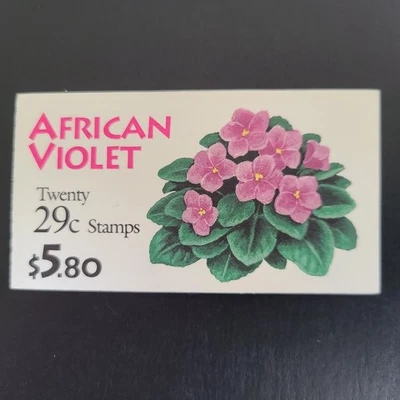 AFRICAN
VIOLET
Twenty
29c Stamps
$5.80